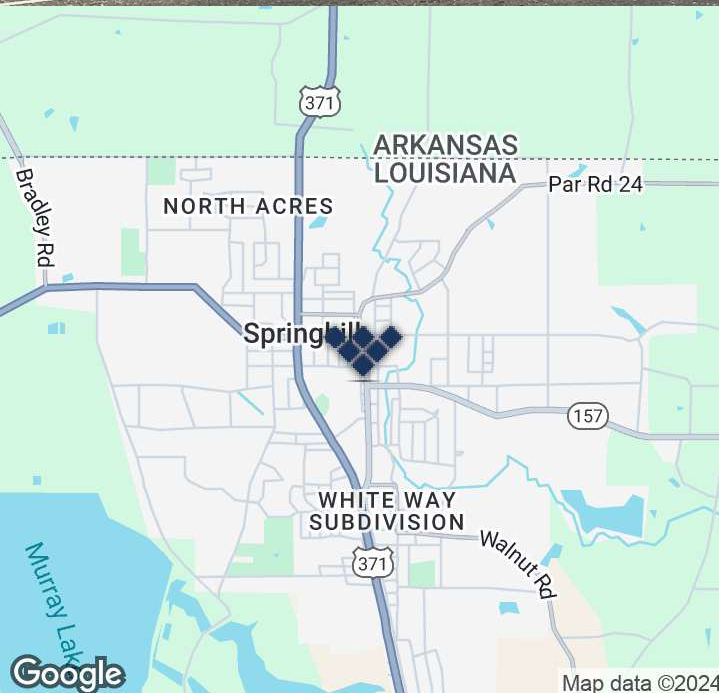 371
ARKANSAS
LOUISIANA
Par Rd 24
Bradley Rd
NORTH ACRES
Springhill
157
WHITE WAY
SUBDIVISION
371
Walnut Rd
Murray Lake
Google
Map data ©2024